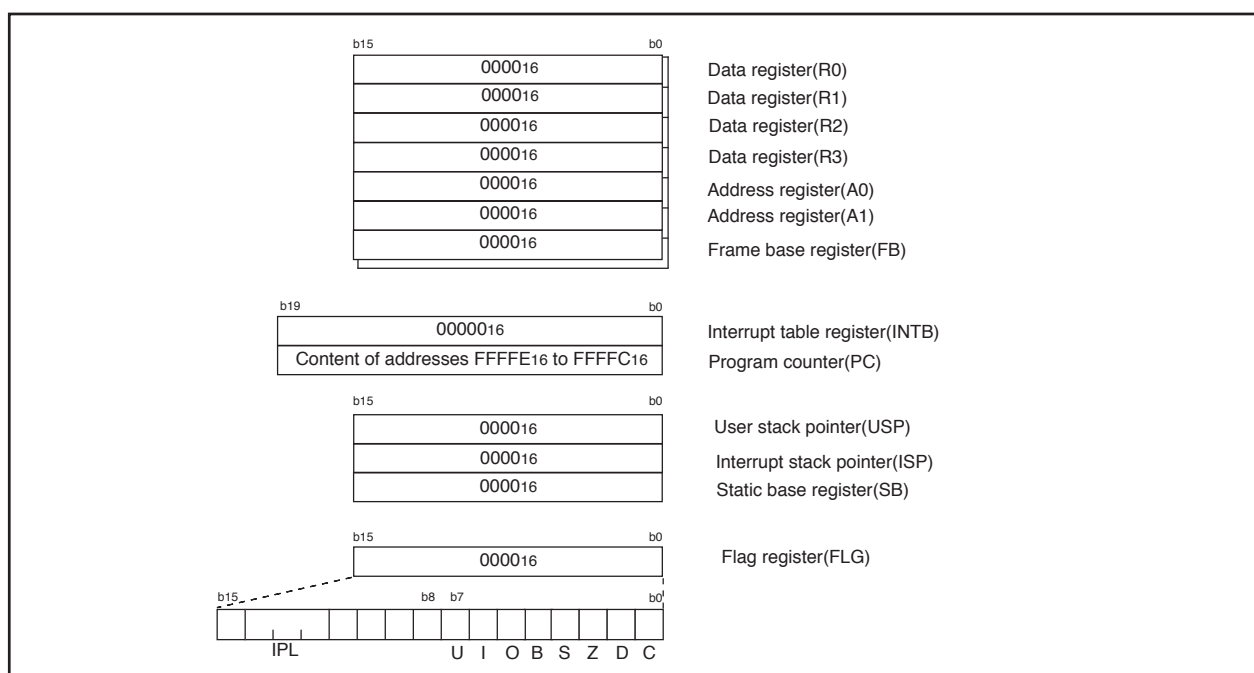 b15 b0
000016 Data register(R0)
000016 Data register(R1)
000016 Data register(R2)
000016 Data register(R3)
000016 Address register(A0)
000016 Address register(A1)
000016 Frame base register(FB)
b19 b0
0000016 Interrupt table register(INTB)
Content of addresses FFFFE16 to FFFFC16 Program counter(PC)
b15 b0
000016 User stack pointer(USP)
000016 Interrupt stack pointer(ISP)
000016 Static base register(SB)
b15 b0
000016 Flag register(FLG)
b15 b8 b7 b0
IPL U I O B S Z D C